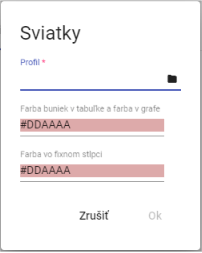 Sviatky
Profil *
Farba buniek v tabuľke a farba v grafe
#DDAAAA
Farba vo fixnom stĺpci
#DDAAAA
Zrušiť Ok